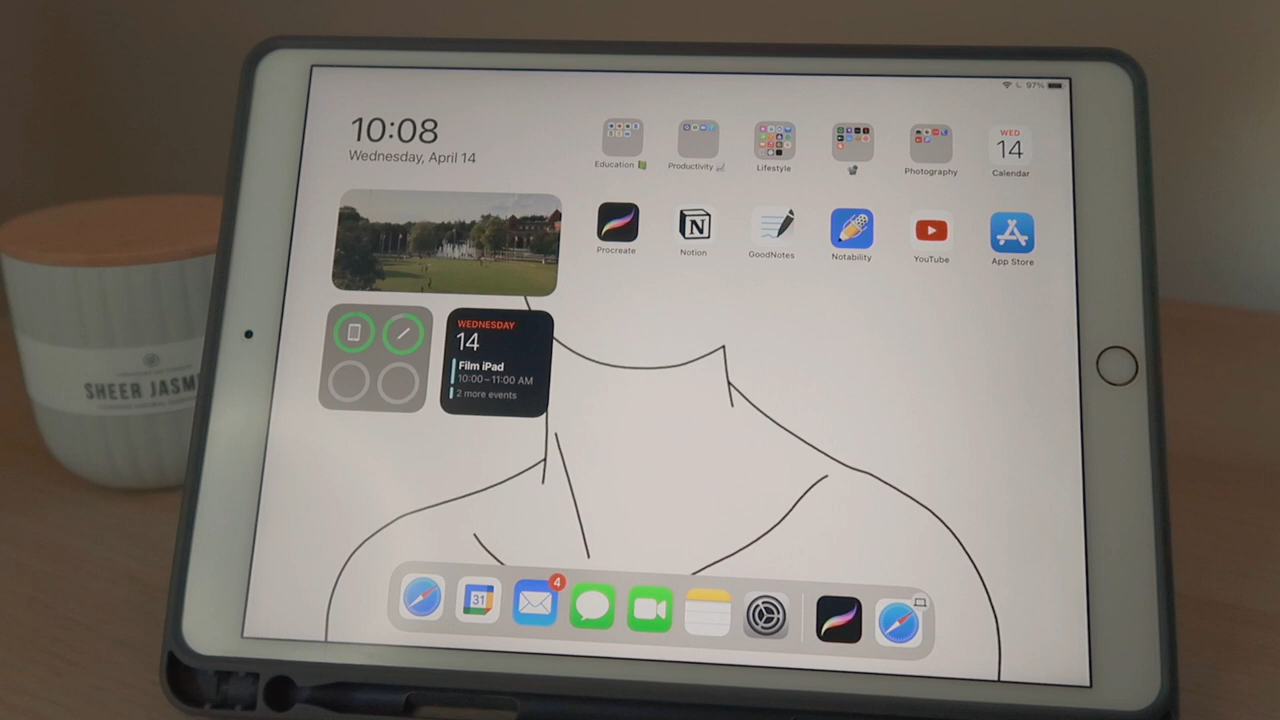 97%
10:08
Wednesday, April 14
Education
Productivity
Lifestyle
Photography
WED
14
Calendar
Procreate
N
Notion
GoodNotes
Notability
YouTube
App Store
WEDNESDAY
14
Film iPad
10:00–11:00 AM
2 more events
31
4
SHEER JASM